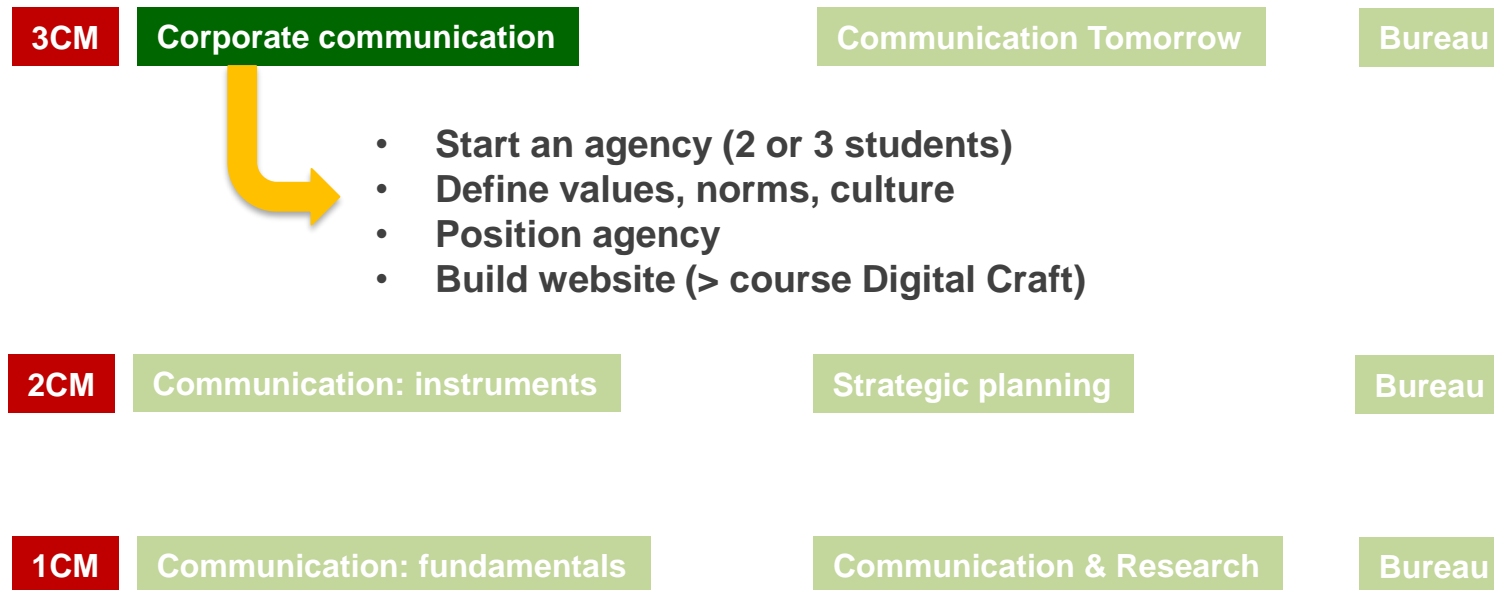 3CM Corporate communication Communication Tomorrow Bureau
• Start an agency (2 or 3 students)
• Define values, norms, culture
• Position agency
• Build website (> course Digital Craft)
2CM Communication: instruments Strategic planning Bureau
1CM Communication: fundamentals Communication & Research Bureau